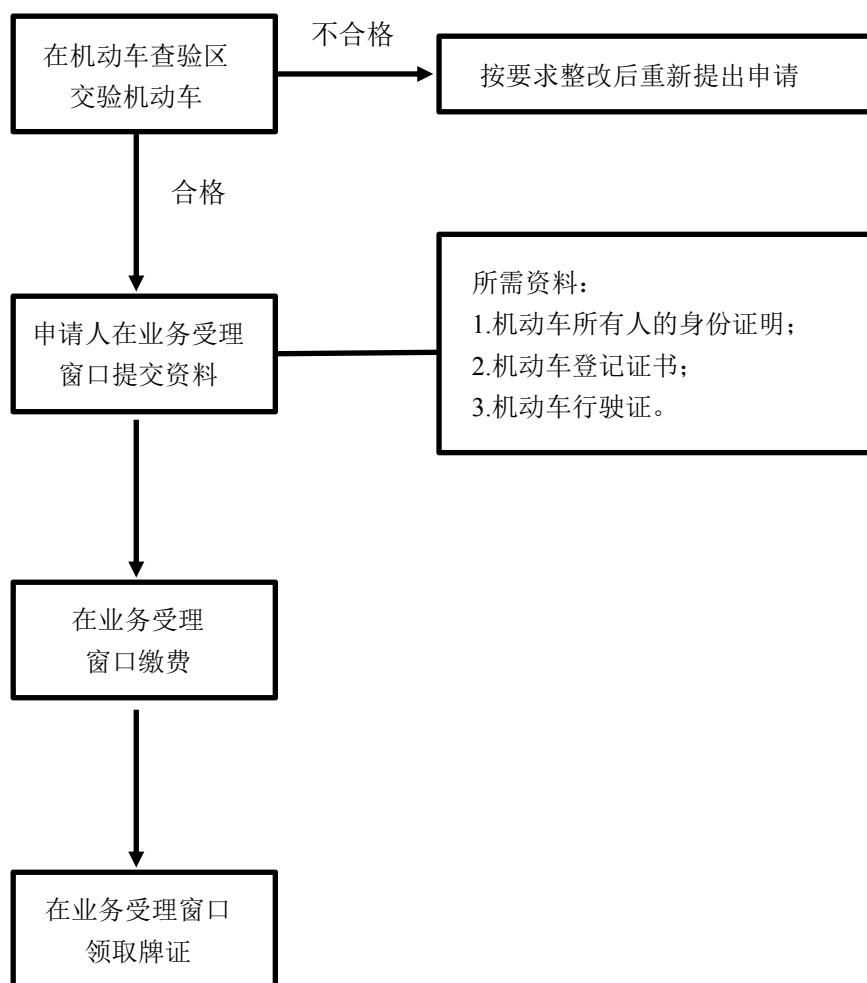 在机动车查验区
交验机动车
不合格
按要求整改后重新提出申请
合格
申请人在业务受理
窗口提交资料
所需资料：
1.机动车所有人的身份证明；
2.机动车登记证书；
3.机动车行驶证。
在业务受理
窗口缴费
在业务受理窗口
领取牌证